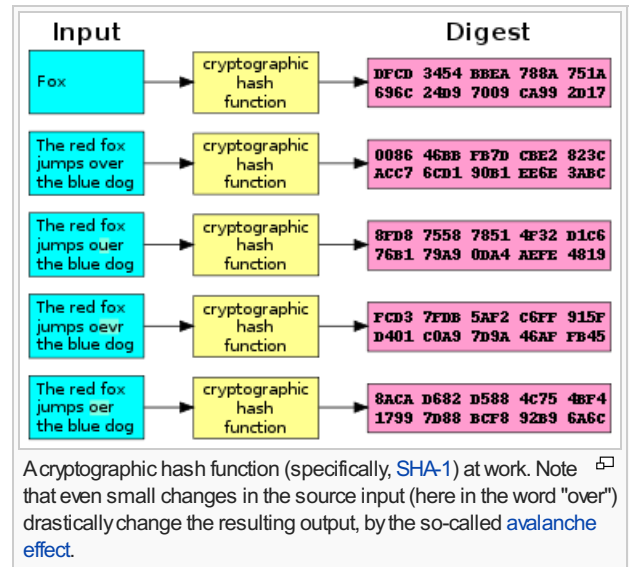 Input Digest
Fox
cryptographic
hash
function
DFCD 3454 BBEA 788A 751A
696C 24D9 7009 CA99 2D17
The red fox
jumps over
the blue dog
cryptographic
hash
function
0086 46BB FB7D CBE2 823C
ACC7 6CD1 90B1 EE6E 3ABC
The red fox
jumps ouer
the blue dog
cryptographic
hash
function
8FD8 7558 7851 4F32 D1C6
76B1 79A9 0DA4 AEFE 4819
The red fox
jumps oevr
the blue dog
cryptographic
hash
function
FCD3 7FDB 5AF2 C6FF 915F
D401 C0A9 7D9A 46AF FB45
The red fox
jumps oer
the blue dog
cryptographic
hash
function
8ACA D682 D588 4C75 4BF4
1799 7D88 BCF8 92B9 6A6C
A cryptographic hash function (specifically, SHA-1) at work. Note
that even small changes in the source input (here in the word "over")
drastically change the resulting output, by the so-called avalanche
effect.